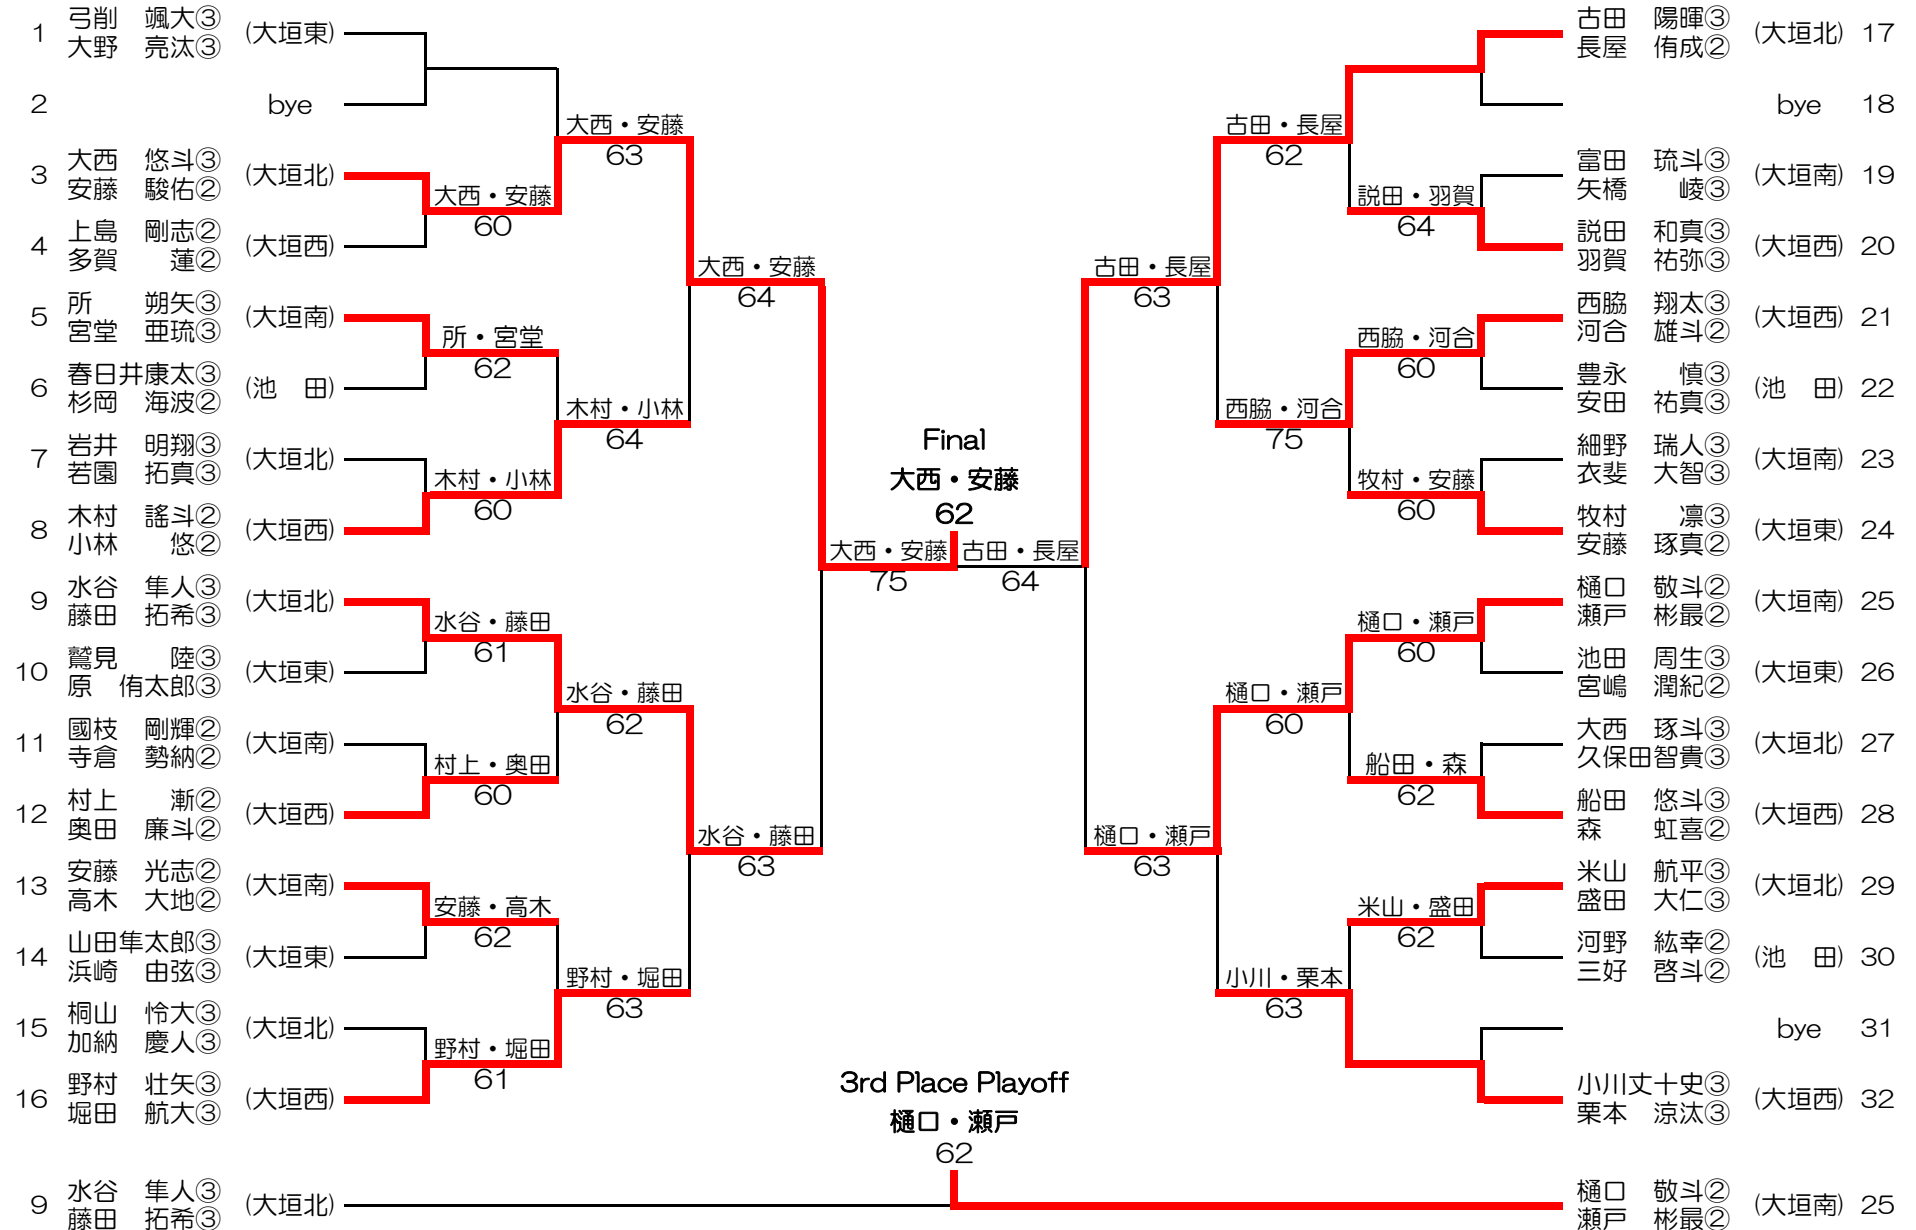 1 弓削　颯大③ (大垣東)
大野　亮汰③
2 bye
3 大西　悠斗③ (大垣北)
安藤　駿佑②
4 上島　剛志② (大垣西)
多賀　　蓮②
5 所　　朔矢③ (大垣南)
宮堂　亜琉③
6 春日井康太③ (池　田)
杉岡　海波②
7 岩井　明翔③ (大垣北)
若園　拓真③
8 木村　謠斗② (大垣西)
小林　　悠②
9 水谷　隼人③ (大垣北)
藤田　拓希③
10 鷲見　　陸③ (大垣東)
原　侑太郎③
11 國枝　剛輝② (大垣南)
寺倉　勢納②
12 村上　　漸② (大垣西)
奥田　廉斗②
13 安藤　光志② (大垣南)
高木　大地②
14 山田隼太郎③ (大垣東)
浜崎　由弦③
15 桐山　怜大③ (大垣北)
加納　慶人③
16 野村　壮矢③ (大垣西)
堀田　航大③
大西・安藤
60
所・宮堂
62
木村・小林
60
水谷・藤田
61
村上・奥田
60
安藤・高木
62
野村・堀田
61
大西・安藤
63
木村・小林
64
水谷・藤田
62
野村・堀田
63
大西・安藤
64
水谷・藤田
63
大西・安藤
75
Final
大西・安藤
62
古田・長屋
64
古田・長屋
63
樋口・瀬戸
63
古田・長屋
62
西脇・河合
75
樋口・瀬戸
60
小川・栗本
63
説田・羽賀
64
西脇・河合
60
牧村・安藤
60
樋口・瀬戸
60
船田・森
62
米山・盛田
62
古田　陽暉③ (大垣北) 17
長屋　侑成②
bye 18
富田　琉斗③ (大垣南) 19
矢橋　　崚③
説田　和真③ (大垣西) 20
羽賀　祐弥③
西脇　翔太③ (大垣西) 21
河合　雄斗②
豊永　　慎③ (池　田) 22
安田　祐真③
細野　瑞人③ (大垣南) 23
衣斐　大智③
牧村　　凛③ (大垣東) 24
安藤　琢真②
樋口　敬斗② (大垣南) 25
瀬戸　彬最②
池田　周生③ (大垣東) 26
宮嶋　潤紀②
大西　琢斗③ (大垣北) 27
久保田智貴③
船田　悠斗③ (大垣西) 28
森　　虹喜②
米山　航平③ (大垣北) 29
盛田　大仁③
河野　紘幸② (池　田) 30
三好　啓斗②
bye 31
小川丈十史③ (大垣西) 32
栗本　涼汰③
3rd Place Playoff
樋口・瀬戸
62
9 水谷　隼人③ (大垣北)
藤田　拓希③
樋口　敬斗② (大垣南) 25
瀬戸　彬最②